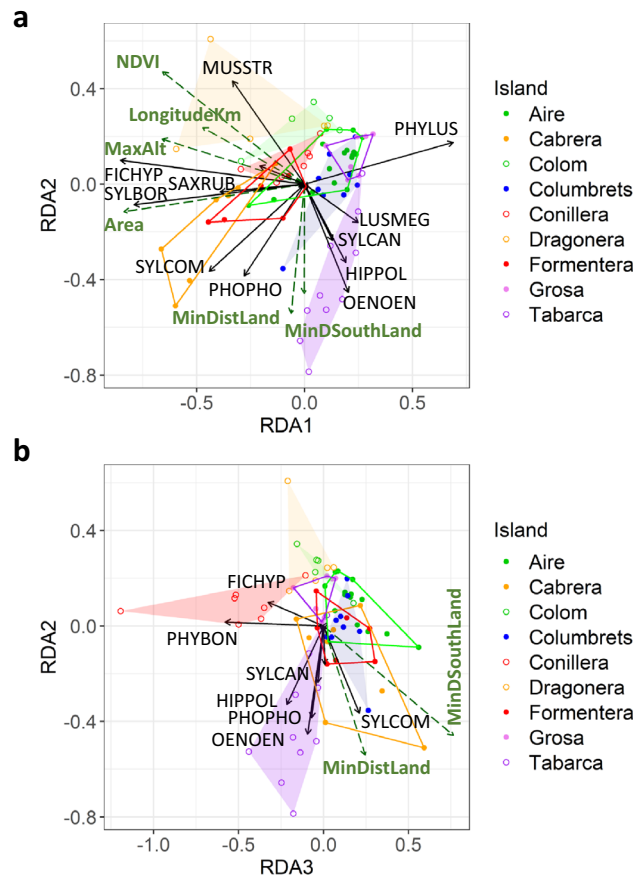 a
NDVI
MUSSTR
LongitudeKm
PHYLUS
MaxAlt
FICHYP
SAXRUB
SYLBOR
Area
LUSMEG
SYLCAN
SYLCOM
HIPPOL
PHOPHO
OENOEN
MinDistLand
MinDSouthLand
0.4
0.0
-0.4
-0.8
RDA2
-0.5
0.0
0.5
RDA1
Island
Aire
Cabrera
Colom
Columbrets
Conillera
Dragonera
Formentera
Grosa
Tabarca
b
FICHYP
PHYBON
SYLCAN
HIPPOL
PHOPHO
SYLCOM
OENOEN
MinDistLand
MinDSouthLand
0.4
0.0
-0.4
-0.8
RDA2
-1.0
-0.5
0.0
0.5
RDA3
Island
Aire
Cabrera
Colom
Columbrets
Conillera
Dragonera
Formentera
Grosa
Tabarca